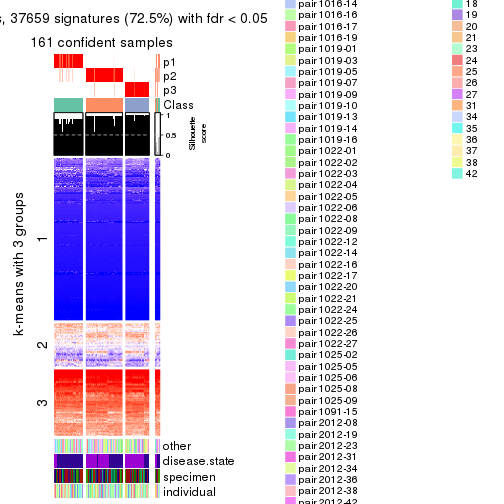 s, 37659 signatures (72.5%) with fdr < 0.05
161 confident samples
p1
p2
p3
Class
1
0.5
0
Silhouette
score
k-means with 3 groups
1
2
3
other
disease.state
specimen
individual
pair1016-14
pair1016-16
pair1016-17
pair1016-19
pair1019-01
pair1019-03
pair1019-05
pair1019-07
pair1019-09
pair1019-10
pair1019-13
pair1019-14
pair1019-16
pair1022-01
pair1022-02
pair1022-03
pair1022-04
pair1022-05
pair1022-06
pair1022-08
pair1022-09
pair1022-12
pair1022-14
pair1022-16
pair1022-17
pair1022-20
pair1022-21
pair1022-24
pair1022-25
pair1022-26
pair1022-27
pair1025-02
pair1025-05
pair1025-06
pair1025-08
pair1025-09
pair1091-15
pair2012-08
pair2012-19
pair2012-23
pair2012-31
pair2012-34
pair2012-36
pair2012-38
pair2012-42
18
19
20
21
23
24
25
26
27
31
34
35
36
37
38
42